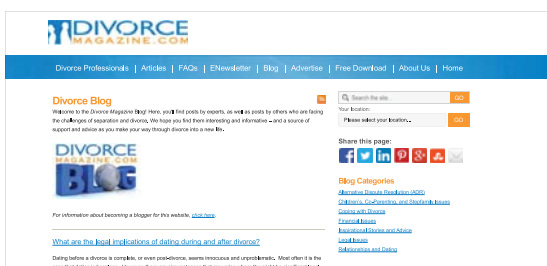 DIVORCE
MAGAZINE.COM
Divorce Professionals | Articles | FAQs | ENewsletter | Blog | Advertise | Free Download | About Us | Home
Divorce Blog
Welcome to the Divorce Magazine Blog! Here, you'll find posts by experts, as well as posts by others who are facing
the challenges of separation and divorce. We hope you find them interesting and informative – and a source of
support and advice as you make your way through divorce into a new life.
DIVORCE
MAGAZINE.COM
BLOG
For information about becoming a blogger for this website, click here.
What are the legal implications of dating during and after divorce?
Dating before a divorce is complete, or even post-divorce, seems innocuous and unproblematic. Most often it is the
Search the site...
GO
Your location:
Please select your location...
GO
Share this page:
Blog Categories
Alternative Dispute Resolution (ADR)
Children's, Co-Parenting, and Stepfamily Issues
Coping with Divorce
Financial Issues
Inspirational Stories and Advice
Legal Issues
Relationships and Dating